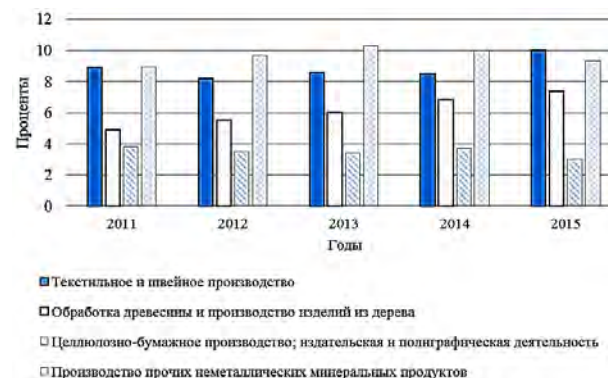 12
10
8
6
4
2
0
Проценты
2011 2012 2013 2014 2015
Годы
Текстильное и швейное производство
Обработка древесины и производство изделий из дерева
Целлюлозно-бумажное производство; издательская и полиграфическая деятельность
Производство прочих неметаллических минеральных продуктов